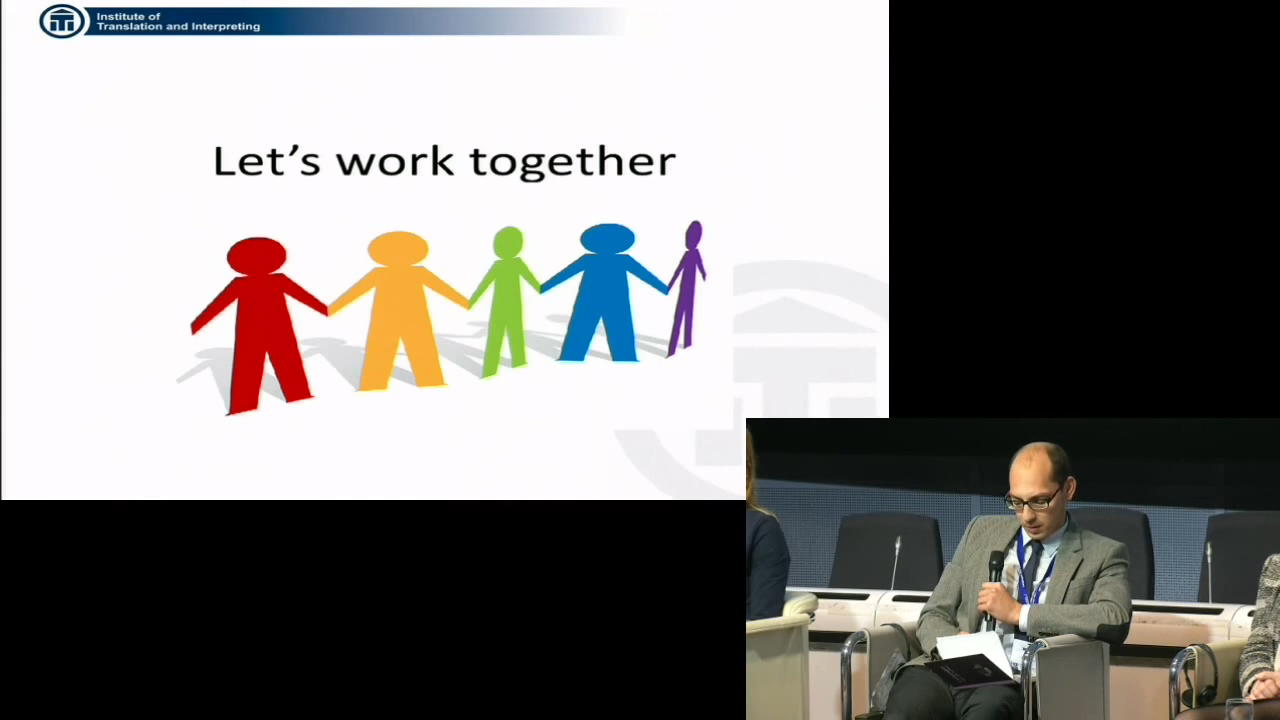 Institute of
Translation and Interpreting
Let's work together